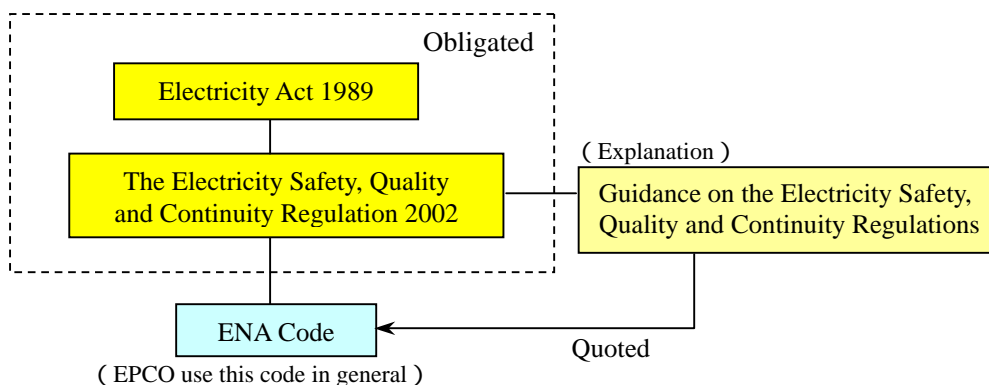 Obligated
Electricity Act 1989
The Electricity Safety, Quality
and Continuity Regulation 2002
( Explanation )
Guidance on the Electricity Safety,
Quality and Continuity Regulations
ENA Code
Quoted
( EPCO use this code in general )